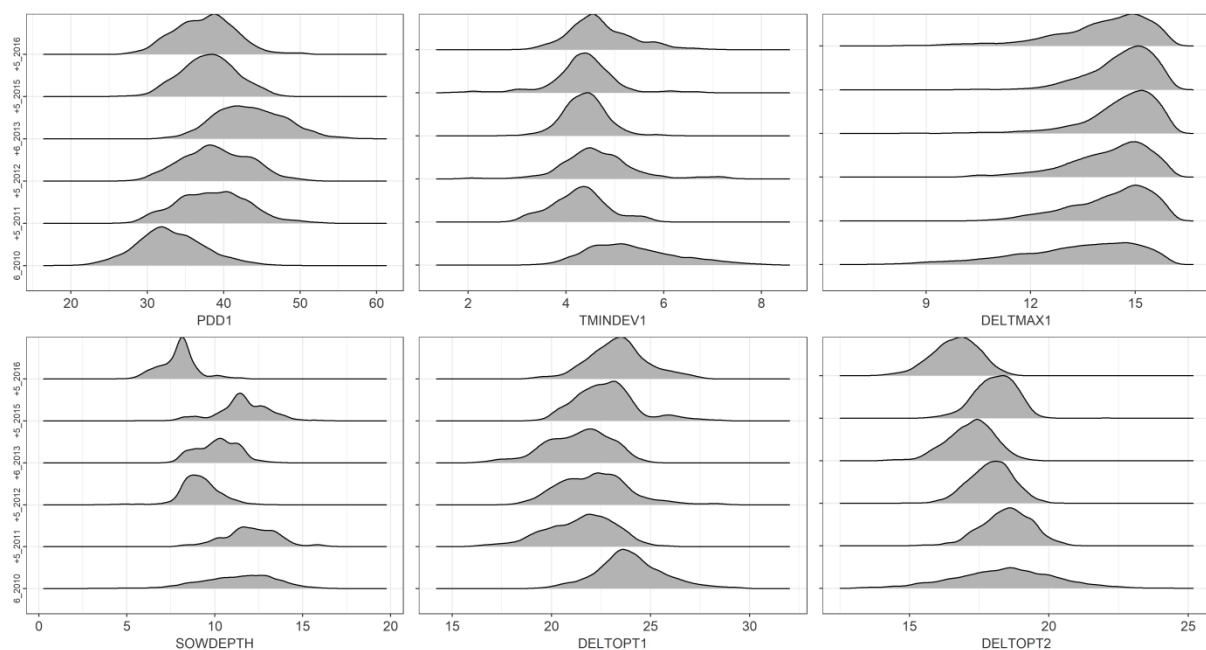 +5_2016
+5_2015
+6_2013
+5_2012
+5_2011
6_2010
20 30 40 50 60
PDD1
2 4 6 8
TMINDEV1
9 12 15
DELTMAX1
+5_2016
+5_2015
+6_2013
+5_2012
+5_2011
6_2010
0 5 10 15 20
SOWDEPTH
15 20 25 30
DELTOPT1
15 20 25
DELTOPT2